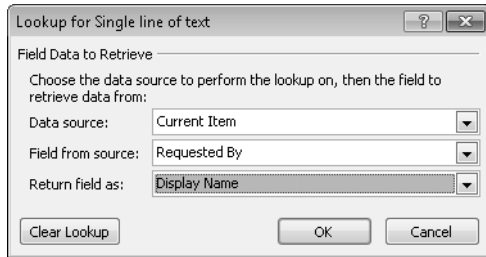 Lookup for Single line of text
Field Data to Retrieve
Choose the data source to perform the lookup on, then the field to
retrieve data from:
Data source: Current Item
Field from source: Requested By
Return field as: Display Name
Clear Lookup OK Cancel